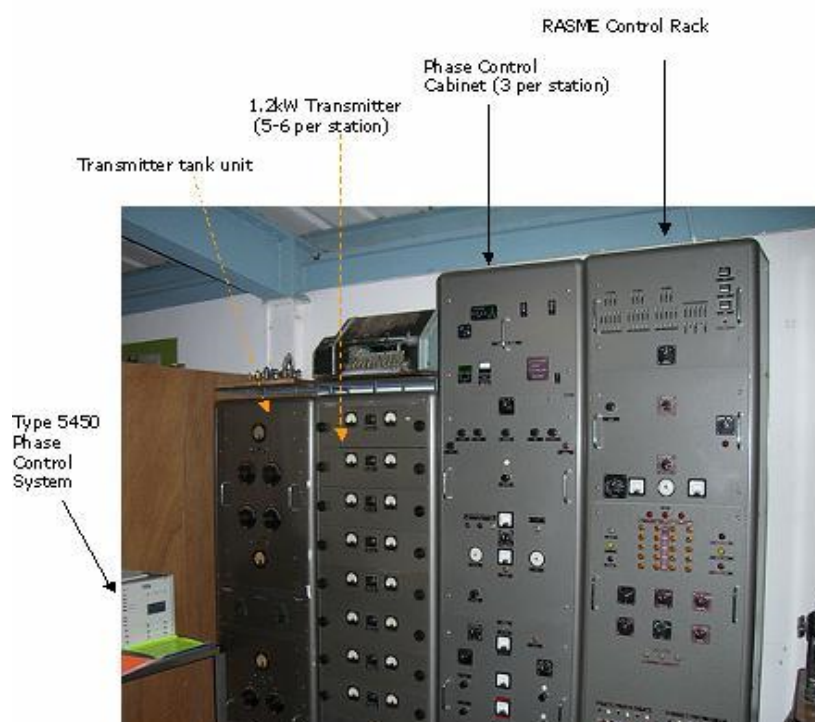 RASME Control Rack
Phase Control
Cabinet (3 per station)
1.2kW Transmitter
(5-6 per station)
Transmitter tank unit
Type 5450
Phase
Control
System